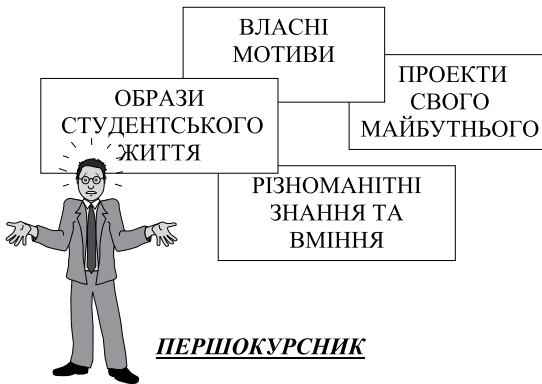 ВЛАСНІ
МОТИВИ
ПРОЕКТИ
СВОГО
МАЙБУТНЬОГО
ОБРАЗИ
СТУДЕНТСЬКОГО
ЖИТТЯ
РІЗНОМАНІТНІ
ЗНАННЯ ТА
ВМІННЯ
ПЕРШОКУРСНИК